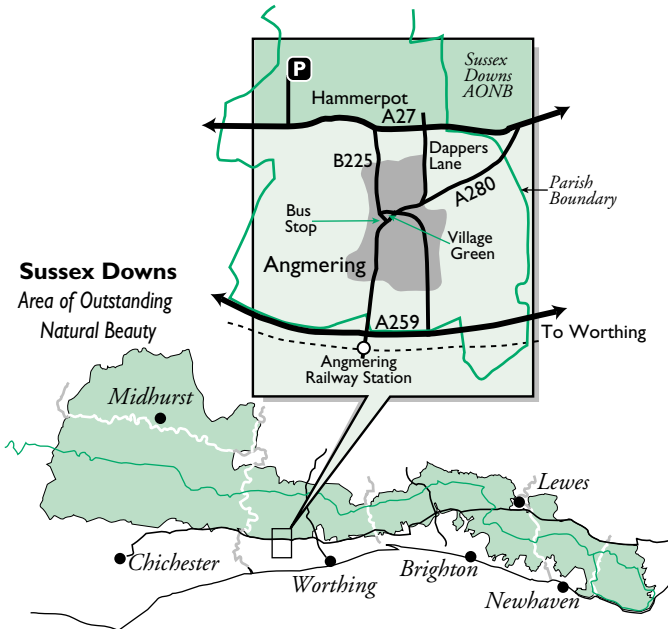 P
Sussex
Downs
AONB
Hammerpot
A27
Dappers
Lane
B225
A280
Parish
Boundary
Bus
Stop
Village
Green
Angmering
Sussex Downs
Area of Outstanding
Natural Beauty
A259
To Worthing
Angmering
Railway Station
Midhurst
Lewes
Chichester
Worthing
Brighton
Newhaven